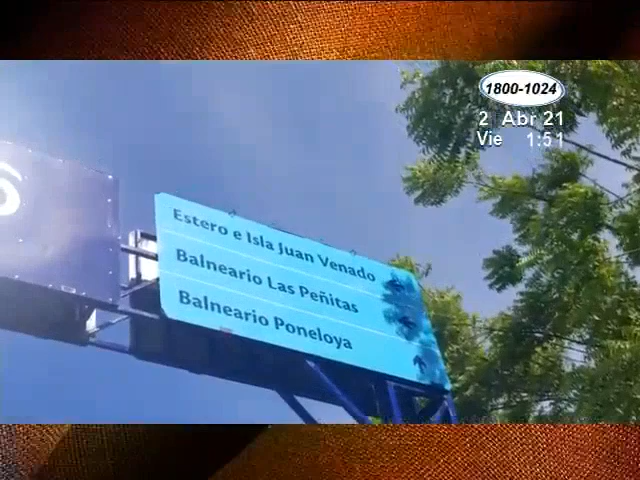 1800-1024
2 Abr 21
Vie 1:51
Estero e Isla Juan Venado
Balneario Las Peñitas
Balneario Poneloya